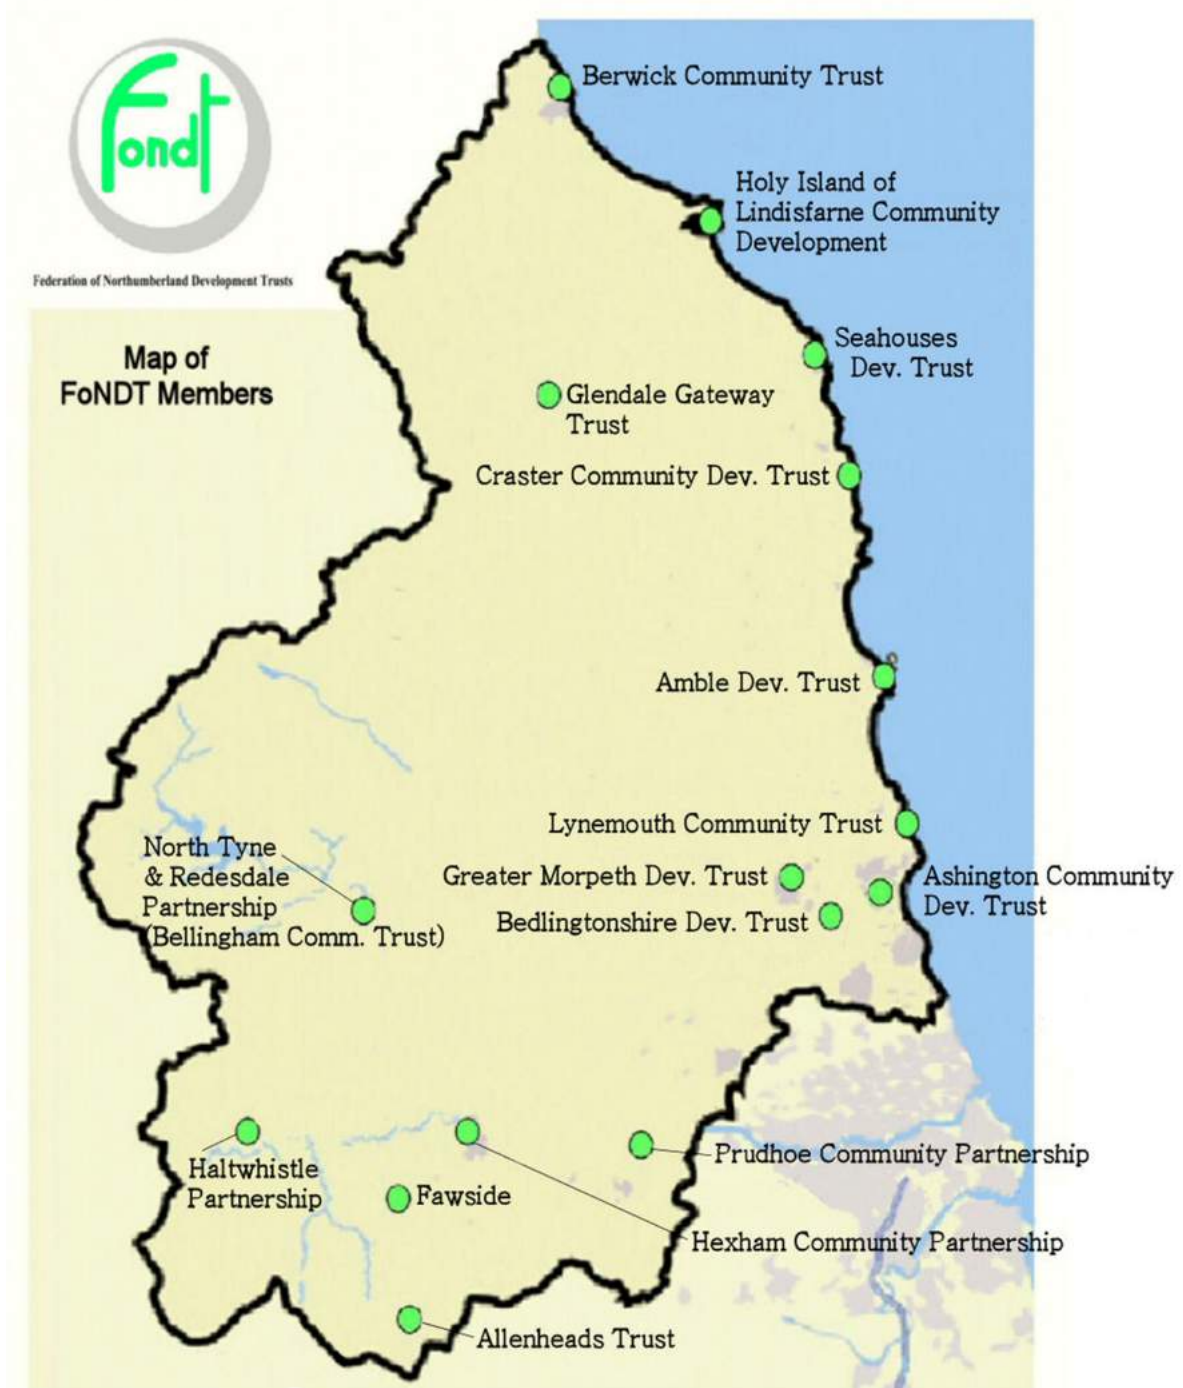 Fondt
Federation of Northumberland Development Trusts
Map of
FoNDT Members
Berwick Community Trust
Holy Island of
Lindisfarne Community
Development
Seahouses
Dev. Trust
Glendale Gateway
Trust
Craster Community Dev. Trust
Amble Dev. Trust
Lynemouth Community Trust
North Tyne
& Redesdale
Partnership
(Bellingham Comm. Trust)
Greater Morpeth Dev. Trust
Ashington Community
Dev. Trust
Bedlingtonshire Dev. Trust
Haltwhistle
Partnership
Prudhoe Community Partnership
Fawside
Hexham Community Partnership
Allenheads Trust